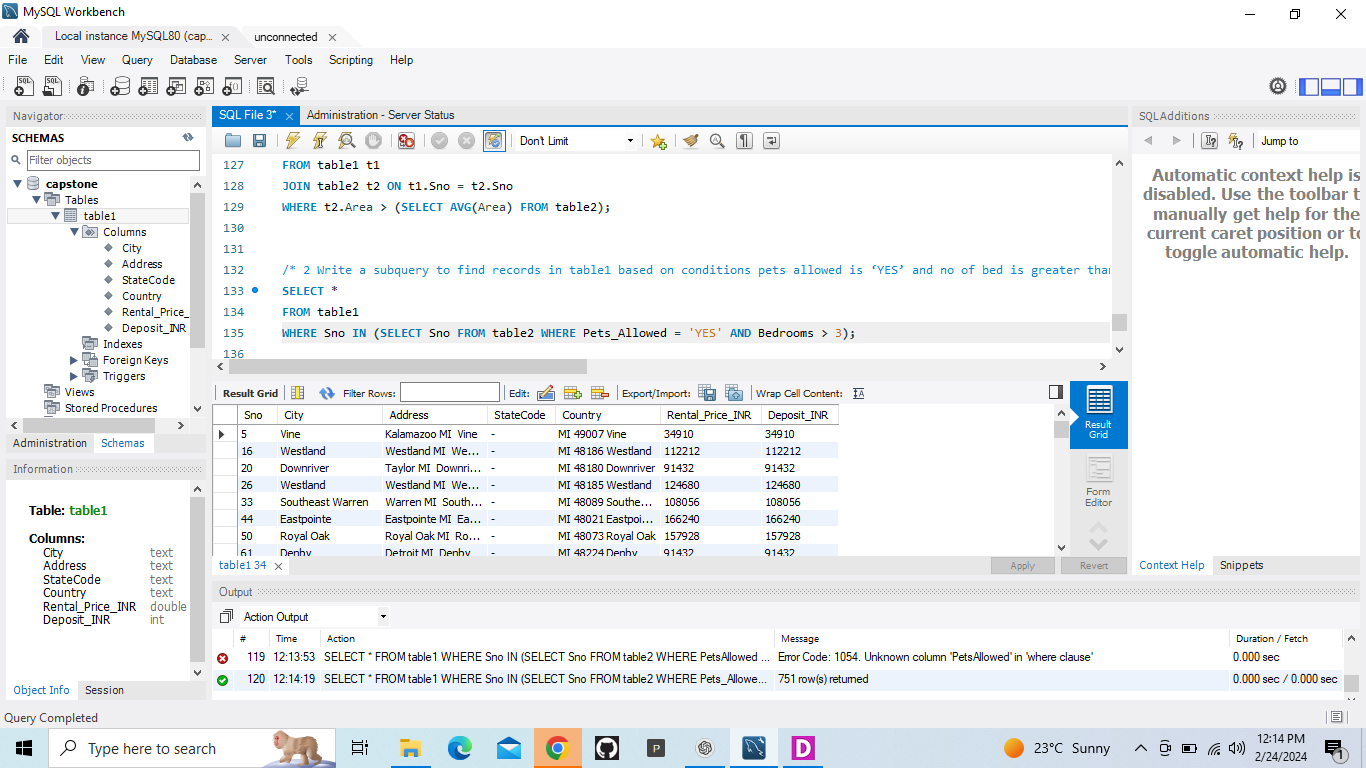 MySQL Workbench
Local instance MySQL80 (cap...
unconnected
File Edit View Query Database Server Tools Scripting Help
Navigator
SCHEMAS
Filter objects
capstone
Tables
table1
Columns
City
Address
StateCode
Country
Rental_Price_
Deposit_INR
Indexes
Foreign Keys
Triggers
Views
Stored Procedures
Administration Schemas
Information
Table: table1
Columns:
City text
Address text
StateCode text
Country text
Rental_Price_INR double
Deposit_INR int
Object Info Session
SQL File 3* Administration - Server Status
Don't Limit
127 FROM table1 t1
128 JOIN table2 t2 ON t1.Sno = t2.Sno
129 WHERE t2.Area > (SELECT AVG(Area) FROM table2);
130
131
132 /* 2 Write a subquery to find records in table1 based on conditions pets allowed is ‘YES’ and no of bed is greater than
133 SELECT *
134 FROM table1
135 WHERE Sno IN (SELECT Sno FROM table2 WHERE Pets_Allowed = 'YES' AND Bedrooms > 3);
136
Result Grid Filter Rows: Edit: Export/Import: Wrap Cell Content:
Sno City Address StateCode Country Rental_Price_INR Deposit_INR
5 Vine Kalamazoo MI Vine - MI 49007 Vine 34910 34910
16 Westland Westland MI We... - MI 48186 Westland 112212 112212
20 Downriver Taylor MI Downri... - MI 48180 Downriver 91432 91432
26 Westland Westland MI We... - MI 48185 Westland 124680 124680
33 Southeast Warren Warren MI South... - MI 48089 Southe... 108056 108056
44 Eastpointe Eastpointe MI Ea... - MI 48021 Eastpoi... 166240 166240
50 Royal Oak Royal Oak MI Ro... - MI 48073 Royal Oak 157928 157928
61 Denby Detroit MI Denby - MI 48224 Denby 91432 91432
Result Grid
Form Editor
table1 34
Apply Revert
SQLAdditions
Jump to
Automatic context help is
disabled. Use the toolbar t
manually get help for the
current caret position or to
toggle automatic help.
Context Help Snippets
Output
Action Output
# Time Action Message Duration / Fetch
119 12:13:53 SELECT * FROM table1 WHERE Sno IN (SELECT Sno FROM table2 WHERE PetsAllowed ... Error Code: 1054. Unknown column 'PetsAllowed' in 'where clause' 0.000 sec
120 12:14:19 SELECT * FROM table1 WHERE Sno IN (SELECT Sno FROM table2 WHERE Pets_Allowe... 751 row(s) returned 0.000 sec / 0.000 sec
Query Completed
Type here to search
23°C Sunny
12:14 PM
2/24/2024
1